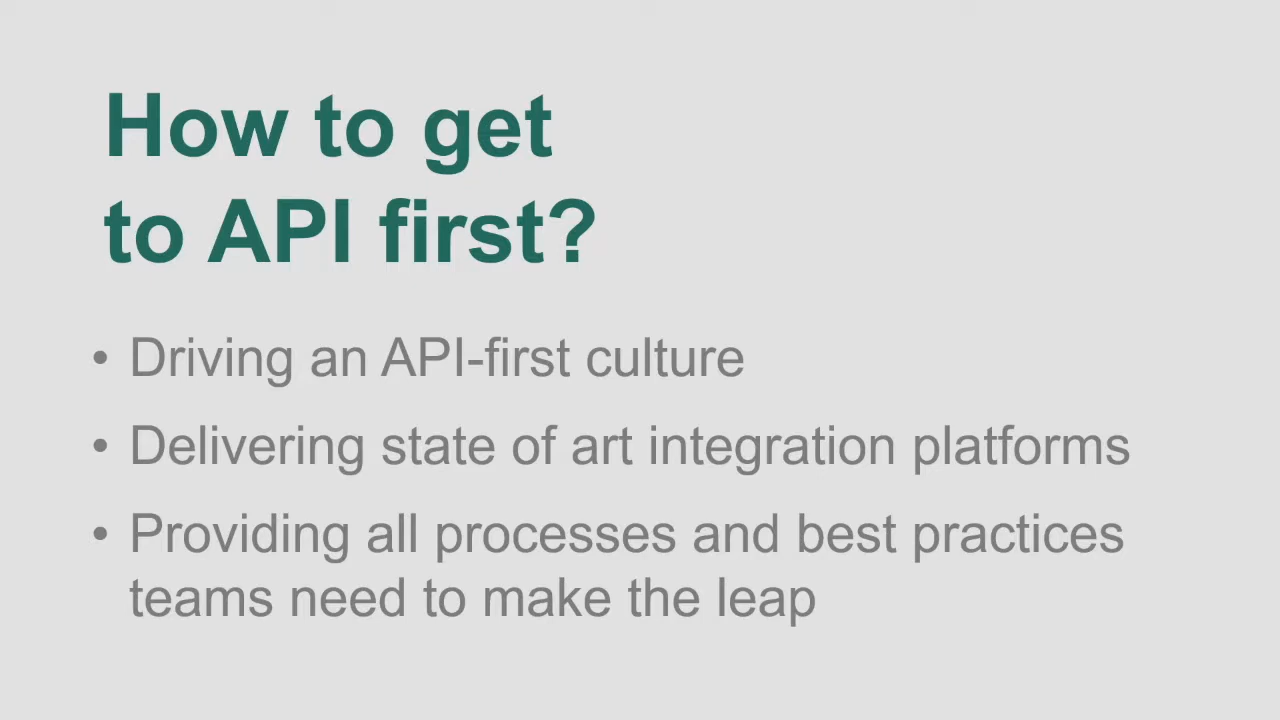 How to get
to API first?
• Driving an API-first culture
• Delivering state of art integration platforms
• Providing all processes and best practices
teams need to make the leap